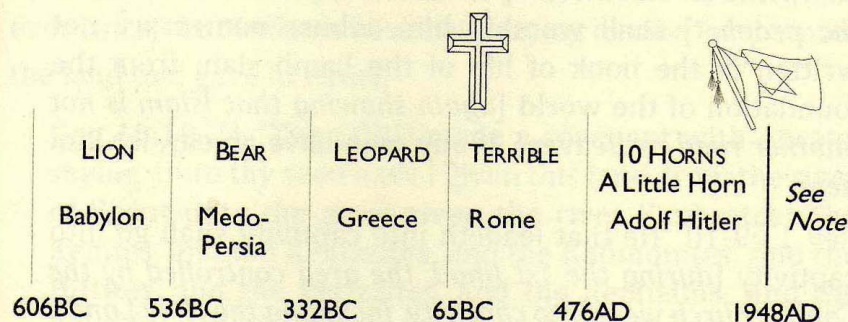 LION BEAR LEOPARD TERRIBLE 10 HORNS
A Little Horn
Babylon Medo-Persia Greece Rome Adolf Hitler
See
Note
606BC 536BC 332BC 65BC 476AD 1948AD